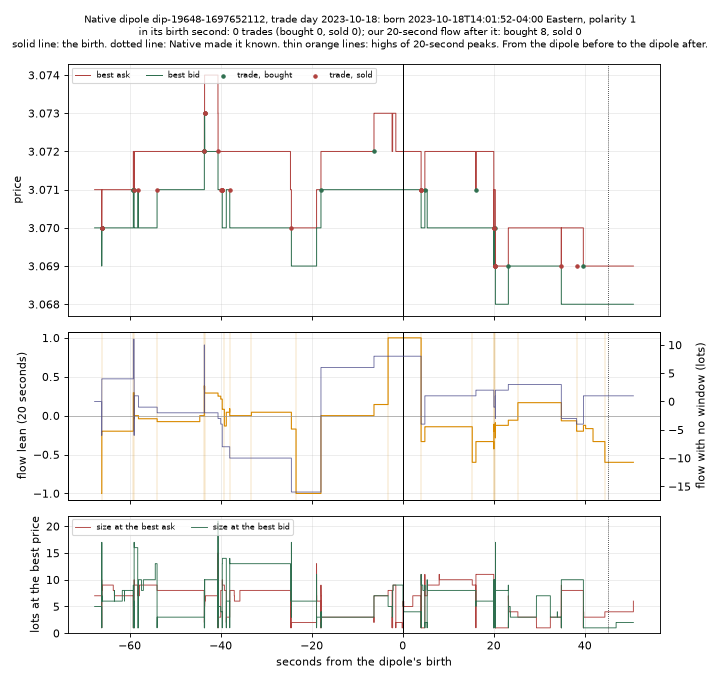 Native dipole dip-19648-1697652112, trade day 2023-10-18: born 2023-10-18T14:01:52-04:00 Eastern, polarity 1
in its birth second: 0 trades (bought 0, sold 0); our 20-second flow after it: bought 8, sold 0
solid line: the birth. dotted line: Native made it known. thin orange lines: highs of 20-second peaks. From the dipole before to the dipole after.
best ask best bid trade, bought trade, sold
3.074
3.073
3.072
3.071
3.070
3.069
3.068
price
1.0
0.5
0.0
−0.5
−1.0
flow lean (20 seconds)
10
5
0
−5
−10
−15
flow with no window (lots)
size at the best ask size at the best bid
20
15
10
5
0
lots at the best price
−60 −40 −20 0 20 40
seconds from the dipole's birth